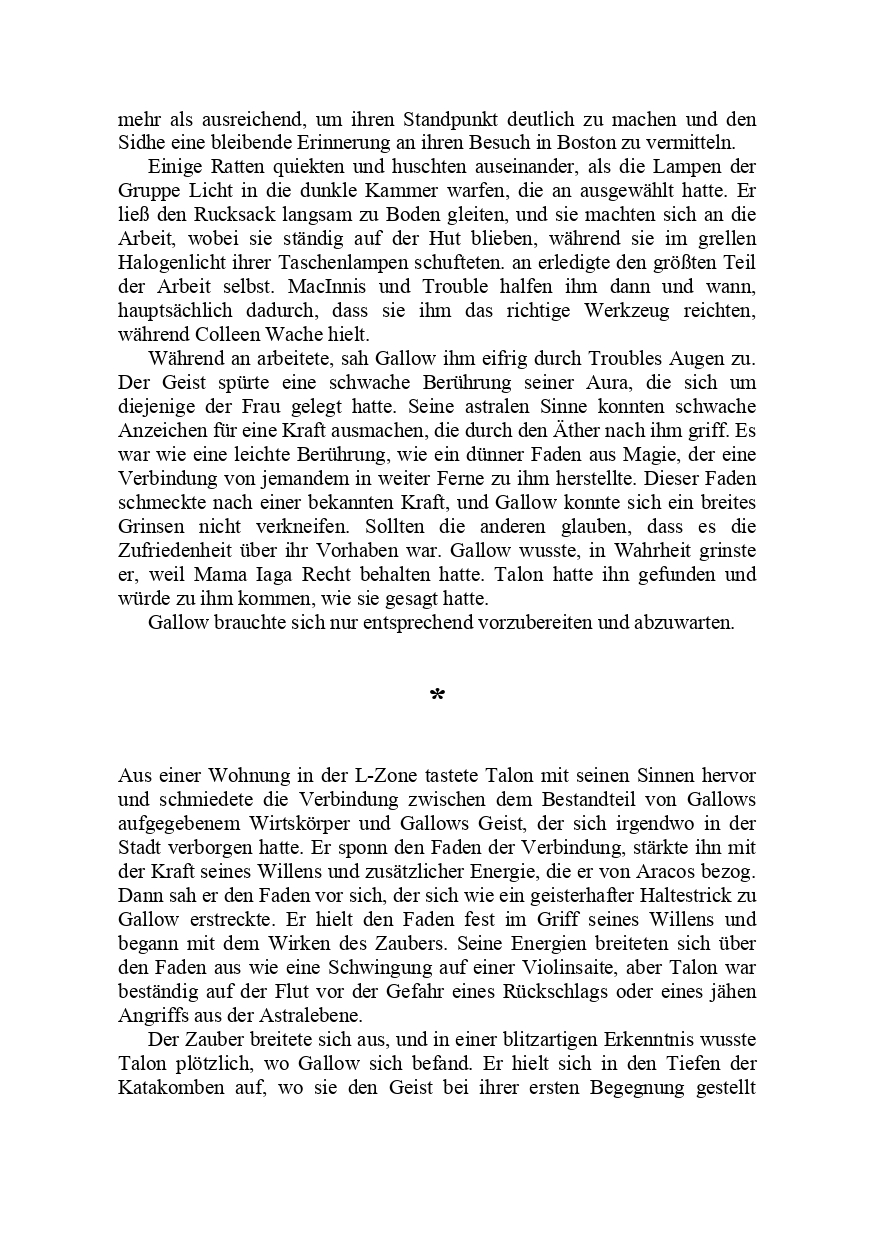 mehr als ausreichend, um ihren Standpunkt deutlich zu machen und den
Sidhe eine bleibende Erinnerung an ihren Besuch in Boston zu vermitteln.
Einige Ratten quiekten und huschten auseinander, als die Lampen der
Gruppe Licht in die dunkle Kammer warfen, die an ausgewählt hatte. Er
ließ den Rucksack langsam zu Boden gleiten, und sie machten sich an die
Arbeit, wobei sie ständig auf der Hut blieben, während sie im grellen
Halogenlicht ihrer Taschenlampen schufteten. an erledigte den größten Teil
der Arbeit selbst. MacInnis und Trouble halfen ihm dann und wann,
hauptsächlich dadurch, dass sie ihm das richtige Werkzeug reichten,
während Colleen Wache hielt.
Während an arbeitete, sah Gallow ihm eifrig durch Troubles Augen zu.
Der Geist spürte eine schwache Berührung seiner Aura, die sich um
diejenige der Frau gelegt hatte. Seine astralen Sinne konnten schwache
Anzeichen für eine Kraft ausmachen, die durch den Äther nach ihm griff. Es
war wie eine leichte Berührung, wie ein dünner Faden aus Magie, der eine
Verbindung von jemandem in weiter Ferne zu ihm herstellte. Dieser Faden
schmeckte nach einer bekannten Kraft, und Gallow konnte sich ein breites
Grinsen nicht verkneifen. Sollten die anderen glauben, dass es die
Zufriedenheit über ihr Vorhaben war. Gallow wusste, in Wahrheit grinste
er, weil Mama Iaga Recht behalten hatte. Talon hatte ihn gefunden und
würde zu ihm kommen, wie sie gesagt hatte.
Gallow brauchte sich nur entsprechend vorzubereiten und abzuwarten.
*
Aus einer Wohnung in der L-Zone tastete Talon mit seinen Sinnen hervor
und schmiedete die Verbindung zwischen dem Bestandteil von Gallows
aufgegebenem Wirtskörper und Gallows Geist, der sich irgendwo in der
Stadt verborgen hatte. Er sponn den Faden der Verbindung, stärkte ihn mit
der Kraft seines Willens und zusätzlicher Energie, die er von Aracos bezog.
Dann sah er den Faden vor sich, der sich wie ein geisterhafter Haltestrick zu
Gallow erstreckte. Er hielt den Faden fest im Griff seines Willens und
begann mit dem Wirken des Zaubers. Seine Energien breiteten sich über
den Faden aus wie eine Schwingung auf einer Violinsaite, aber Talon war
beständig auf der Flut vor der Gefahr eines Rückschlags oder eines jähen
Angriffs aus der Astralebene.
Der Zauber breitete sich aus, und in einer blitzartigen Erkenntnis wusste
Talon plötzlich, wo Gallow sich befand. Er hielt sich in den Tiefen der
Katakomben auf, wo sie den Geist bei ihrer ersten Begegnung gestellt